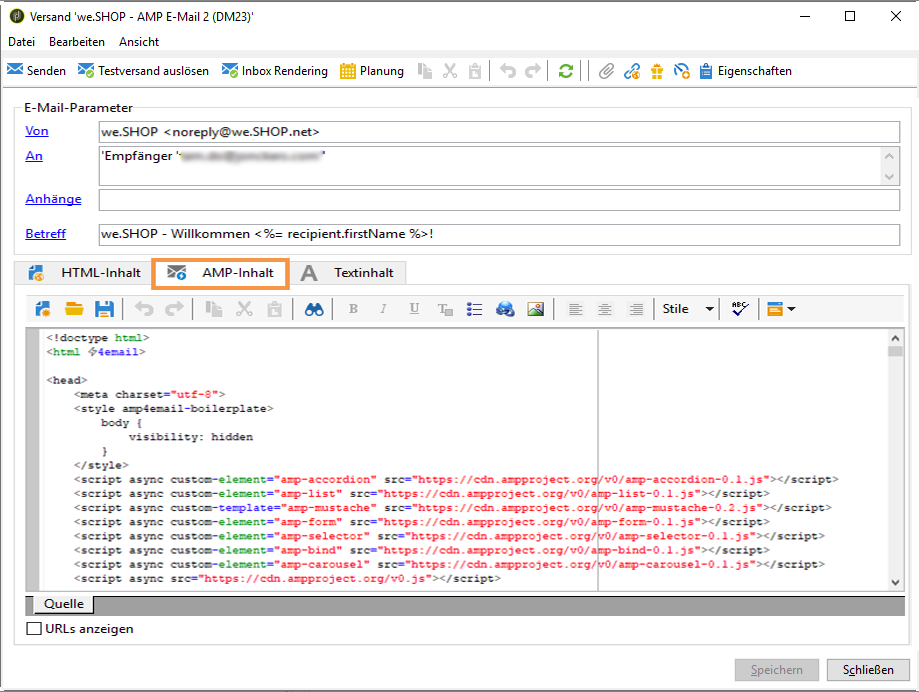 Versand 'we.SHOP - AMP E-Mail 2 (DM23)'
Datei Bearbeiten Ansicht
Senden Testversand auslösen Inbox Rendering Planung Eigenschaften
E-Mail-Parameter
Von we.SHOP <noreply@we.SHOP.net>
An 'Empfänger '
Anhänge
Betreff we.SHOP - Willkommen <%= recipient.firstName %>!
HTML-Inhalt AMP-Inhalt A Textinhalt
B I U T Stile ABC
<!doctype html>
<html ⚡4email>
<head>
<meta charset="utf-8">
<style amp4email-boilerplate>
body {
visibility: hidden
}
</style>
<script async custom-element="amp-accordion" src="https://cdn.ampproject.org/v0/amp-accordion-0.1.js"></script>
<script async custom-element="amp-list" src="https://cdn.ampproject.org/v0/amp-list-0.1.js"></script>
<script async custom-template="amp-mustache" src="https://cdn.ampproject.org/v0/amp-mustache-0.2.js"></script>
<script async custom-element="amp-form" src="https://cdn.ampproject.org/v0/amp-form-0.1.js"></script>
<script async custom-element="amp-selector" src="https://cdn.ampproject.org/v0/amp-selector-0.1.js"></script>
<script async custom-element="amp-bind" src="https://cdn.ampproject.org/v0/amp-bind-0.1.js"></script>
<script async custom-element="amp-carousel" src="https://cdn.ampproject.org/v0/amp-carousel-0.1.js"></script>
<script async src="https://cdn.ampproject.org/v0.js"></script>
Quelle
URLs anzeigen
Speichern Schließen